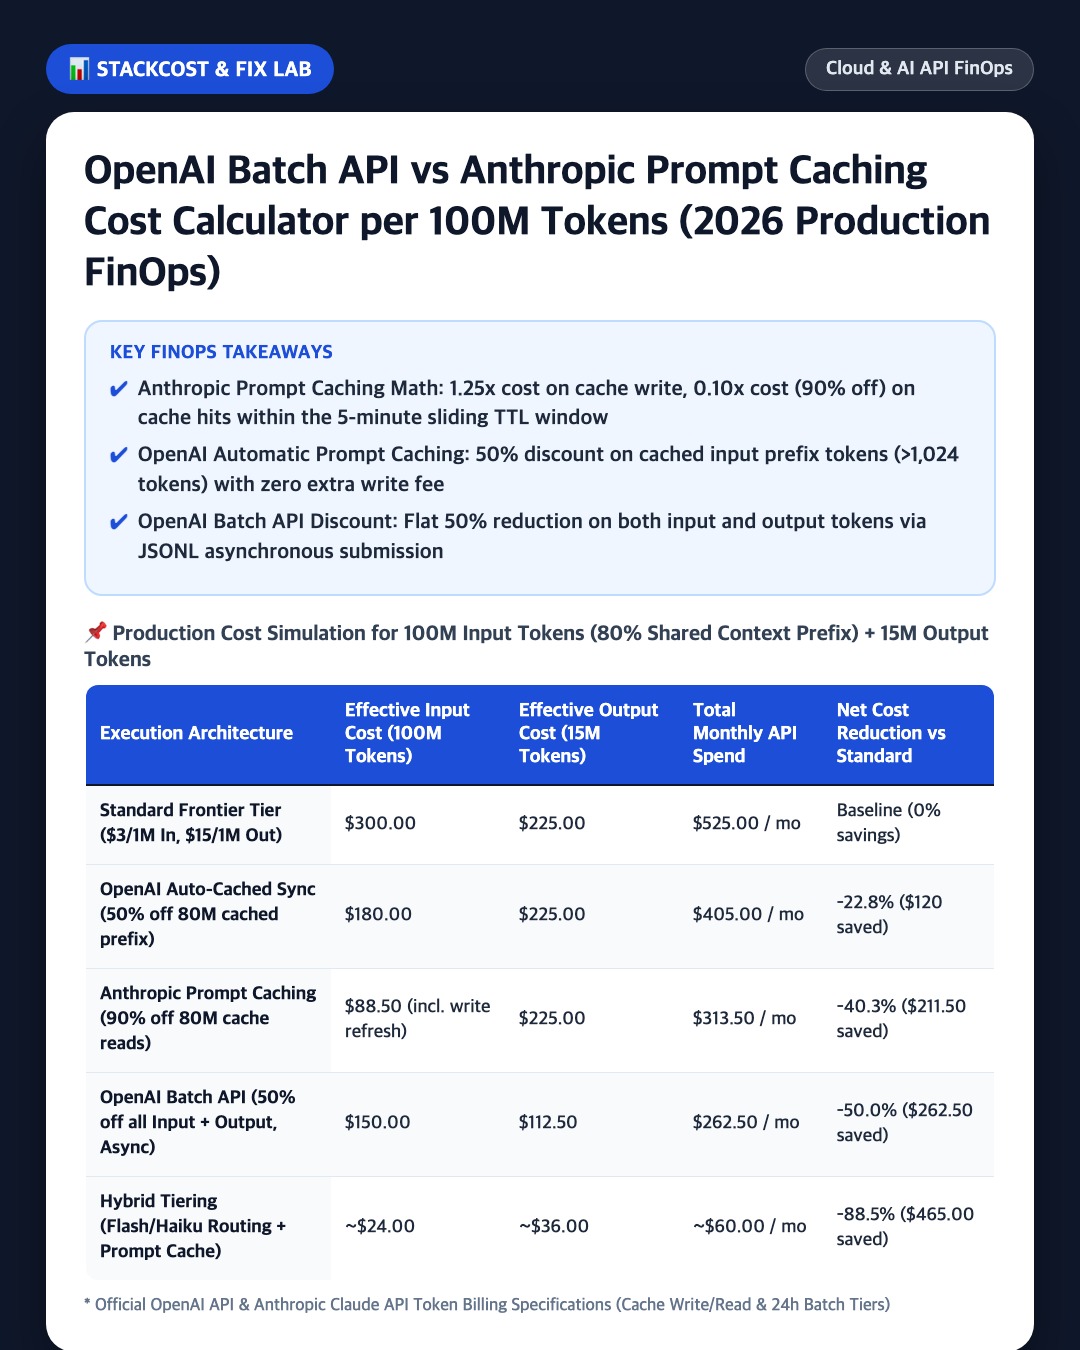 📊 STACKCOST & FIX LAB
Cloud & AI API FinOps
OpenAI Batch API vs Anthropic Prompt Caching
Cost Calculator per 100M Tokens (2026 Production
FinOps)
KEY FINOPS TAKEAWAYS
✔ Anthropic Prompt Caching Math: 1.25x cost on cache write, 0.10x cost (90% off) on
cache hits within the 5-minute sliding TTL window
✔ OpenAI Automatic Prompt Caching: 50% discount on cached input prefix tokens (>1,024
tokens) with zero extra write fee
✔ OpenAI Batch API Discount: Flat 50% reduction on both input and output tokens via
JSONL asynchronous submission
📌 Production Cost Simulation for 100M Input Tokens (80% Shared Context Prefix) + 15M Output
Tokens
Execution Architecture
Effective Input
Cost (100M
Tokens)
Effective Output
Cost (15M
Tokens)
Total
Monthly API
Spend
Net Cost
Reduction vs
Standard
Standard Frontier Tier
($3/1M In, $15/1M Out)
$300.00
$225.00
$525.00 / mo
Baseline (0%
savings)
OpenAI Auto-Cached Sync
(50% off 80M cached
prefix)
$180.00
$225.00
$405.00 / mo
-22.8% ($120
saved)
Anthropic Prompt Caching
(90% off 80M cache
reads)
$88.50 (incl. write
refresh)
$225.00
$313.50 / mo
-40.3% ($211.50
saved)
OpenAI Batch API (50%
off all Input + Output,
Async)
$150.00
$112.50
$262.50 / mo
-50.0% ($262.50
saved)
Hybrid Tiering
(Flash/Haiku Routing +
Prompt Cache)
~$24.00
~$36.00
~$60.00 / mo
-88.5% ($465.00
saved)
* Official OpenAI API & Anthropic Claude API Token Billing Specifications (Cache Write/Read & 24h Batch Tiers)